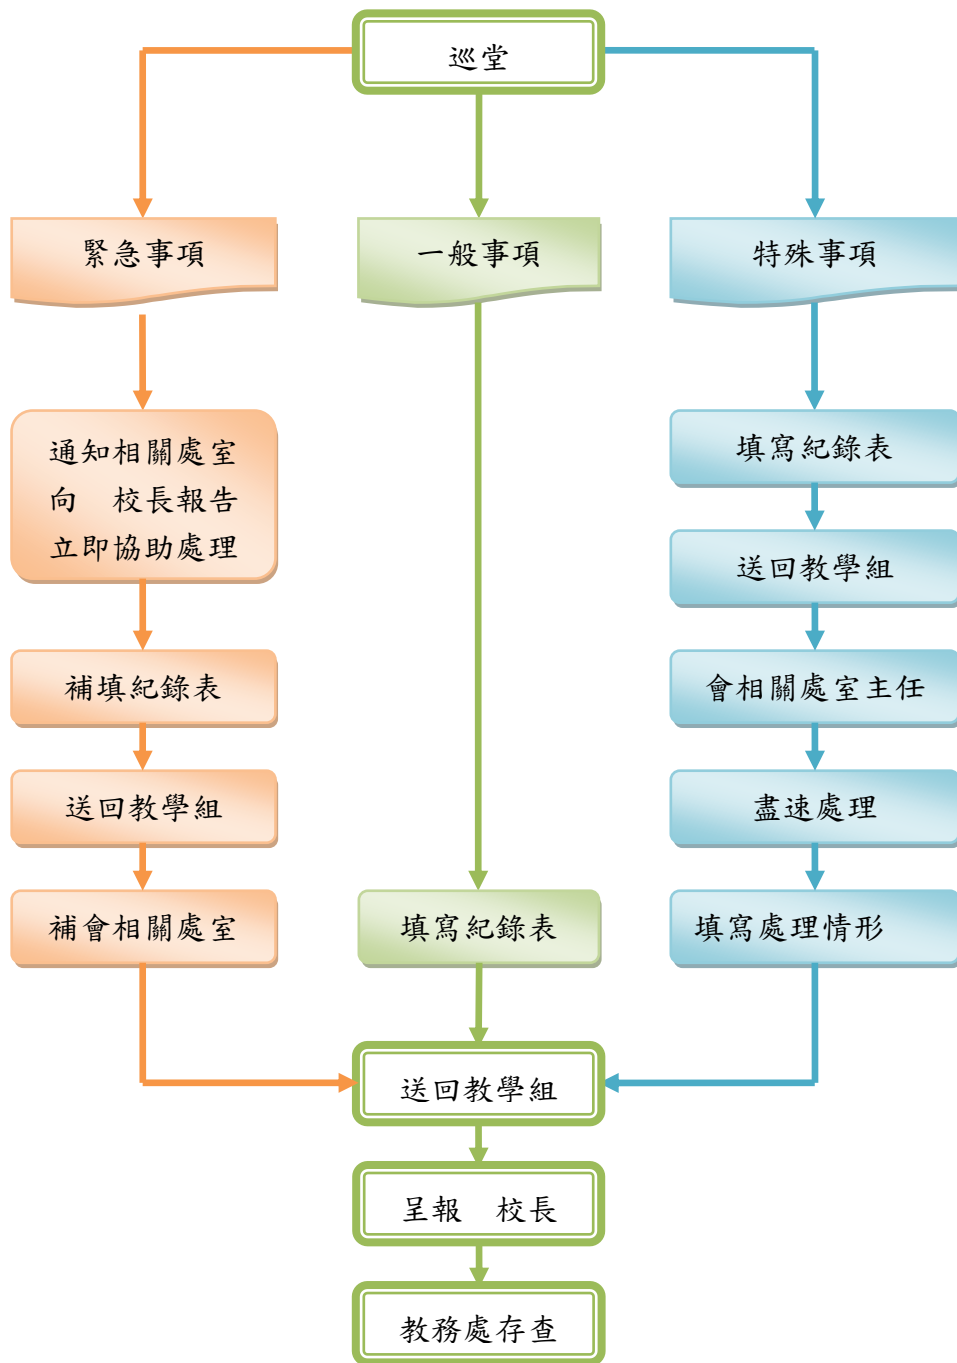 巡堂
緊急事項
一般事項
特殊事項
通知相關處室
向　校長報告
立即協助處理
補填紀錄表
送回教學組
補會相關處室
填寫紀錄表
填寫紀錄表
送回教學組
會相關處室主任
盡速處理
填寫處理情形
送回教學組
呈報　校長
教務處存查